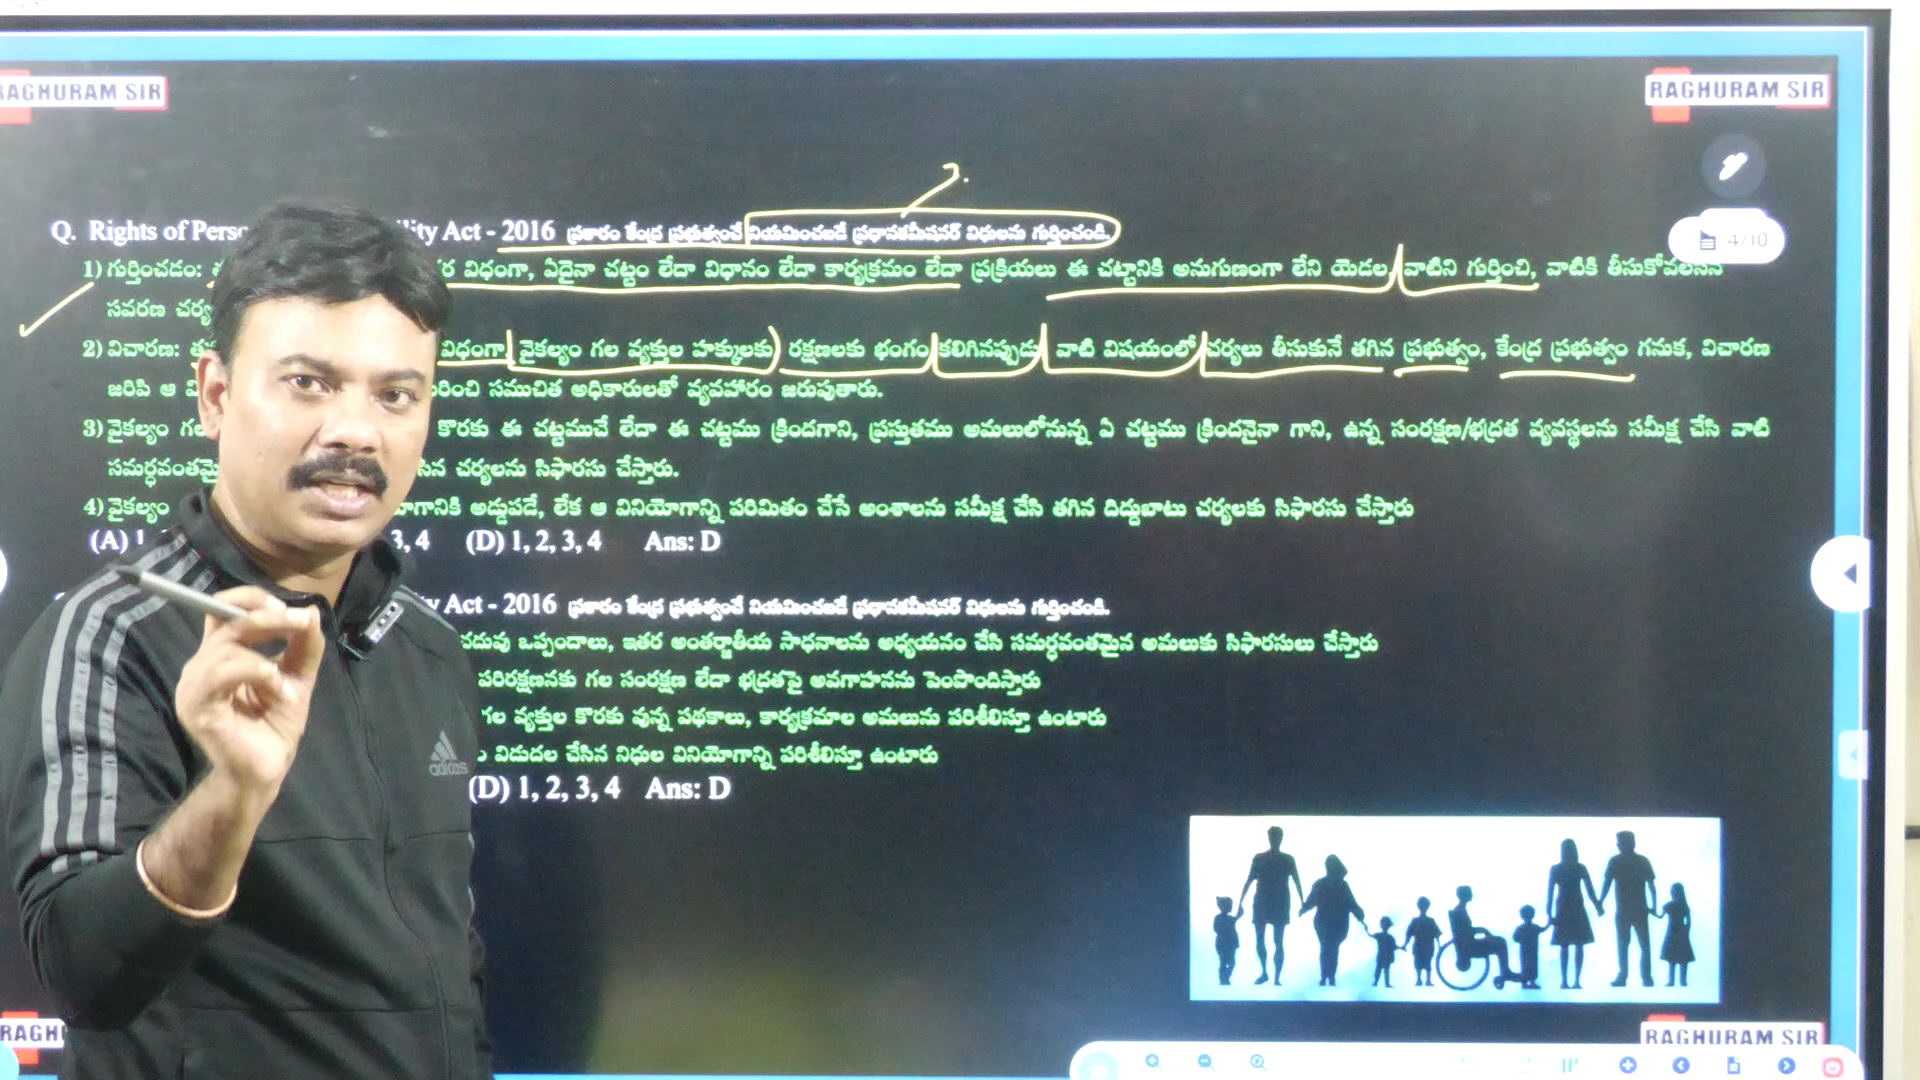 RAGHURAM SIR
RAGHURAM SIR
4/10
Q. Rights of Perso ility Act - 2016 ప్రకారం కేంద్ర ప్రభుత్వంచే నియమించబడే ప్రధానకమీషనర్ విధులను గుర్తించండి.
1) గుర్తించడం: విధంగా, ఏదైనా చట్టం లేదా విధానం లేదా కార్యక్రమం లేదా ప్రక్రియలు ఈ చట్టానికి అనుగుణంగా లేని యెడల, వాటిని గుర్తించి, వాటికి తీసుకోవలసిన
సవరణ చర్య
2) విచారణ: విధంగా వైకల్యం గల వ్యక్తుల హక్కులకు రక్షణలకు భంగం కలిగినప్పుడు వాటి విషయంలో చర్యలు తీసుకునే తగిన ప్రభుత్వం, కేంద్ర ప్రభుత్వం గనుక, విచారణ
జరిపి ఆ సముచిత అధికారులతో వ్యవహారం జరుపుతారు.
3) వైకల్యం గల కొరకు ఈ చట్టముచే లేదా ఈ చట్టము క్రిందగాని, ప్రస్తుతము అమలులోనున్న ఏ చట్టము క్రిందనైనా గాని, ఉన్న సంరక్షణ/భద్రత వ్యవస్థలను సమీక్ష చేసి వాటి
సమర్థవంతమై చర్యలను సిఫారసు చేస్తారు.
4) వైకల్యం అడ్డుపడే, లేక ఆ వినియోగాన్ని పరిమితం చేసే అంశాలను సమీక్ష చేసి తగిన దిద్దుబాటు చర్యలకు సిఫారసు చేస్తారు
(A) 1 3, 4 (D) 1, 2, 3, 4 Ans: D
y Act - 2016 ప్రకారం కేంద్ర ప్రభుత్వంచే నియమించబడే ప్రధానకమీషనర్ విధులను గుర్తించండి.
ఒప్పందాలు, ఇతర అంతర్జాతీయ సాధనాలను అధ్యయనం చేసి సమర్థవంతమైన అమలుకు సిఫారసులు చేస్తారు
పరిరక్షణనకు గల సంరక్షణ లేదా భద్రతపై అవగాహనను పెంపొందిస్తారు
గల వ్యక్తుల కొరకు వున్న పథకాలు, కార్యక్రమాల అమలును పరిశీలిస్తూ ఉంటారు
విడుదల చేసిన నిధుల వినియోగాన్ని పరిశీలిస్తూ ఉంటారు
(D) 1, 2, 3, 4 Ans: D
adidas
RAGH
RAGHURAM SIR